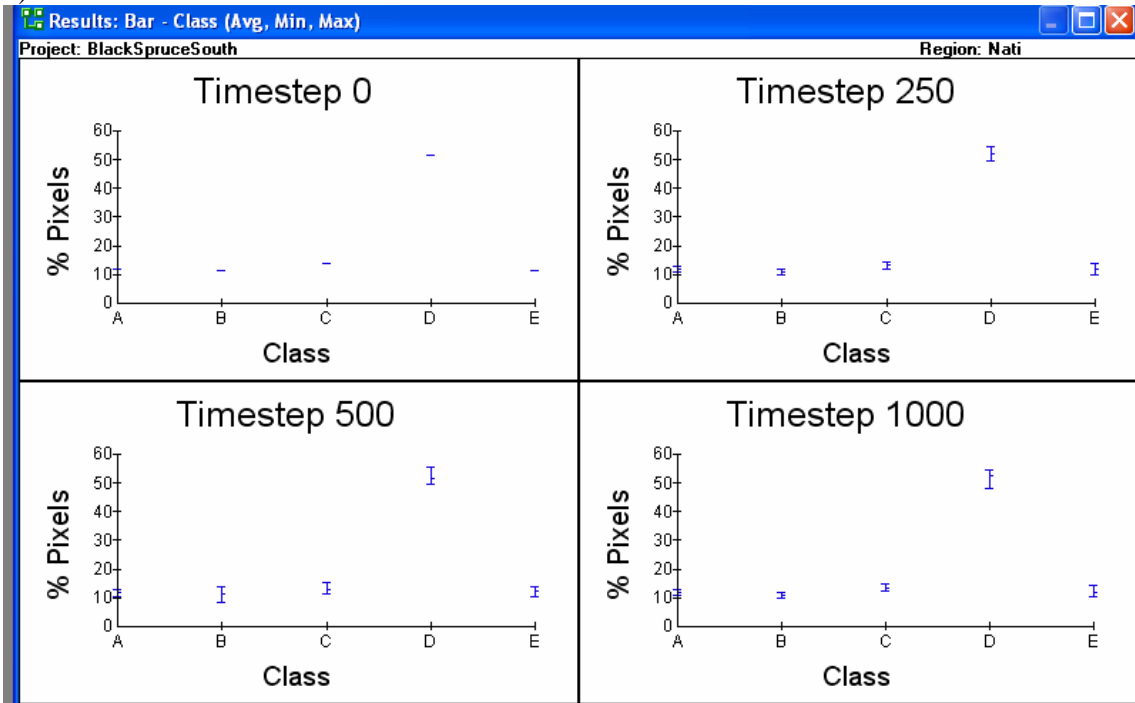 Results: Bar - Class (Avg, Min, Max)
Project: BlackSpruceSouth Region: Nati
Timestep 0
% Pixels
60
50
40
30
20
10
0
A B C D E
Class
Timestep 250
% Pixels
60
50
40
30
20
10
0
A B C D E
Class
Timestep 500
% Pixels
60
50
40
30
20
10
0
A B C D E
Class
Timestep 1000
% Pixels
60
50
40
30
20
10
0
A B C D E
Class